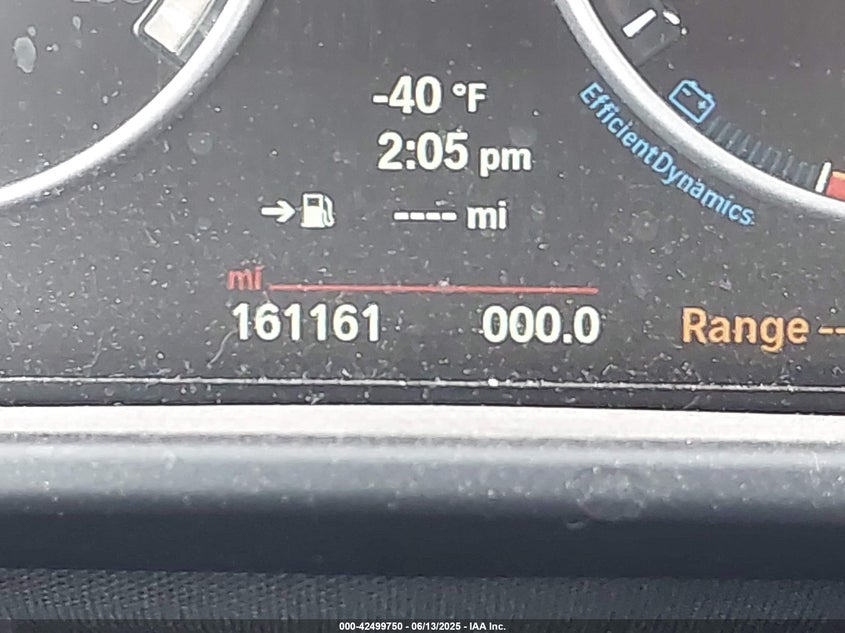 -40 °F
2:05 pm
---- mi
mi
161161 000.0
Range --
EfficientDynamics
000-42499750 - 06/13/2025 - IAA Inc.